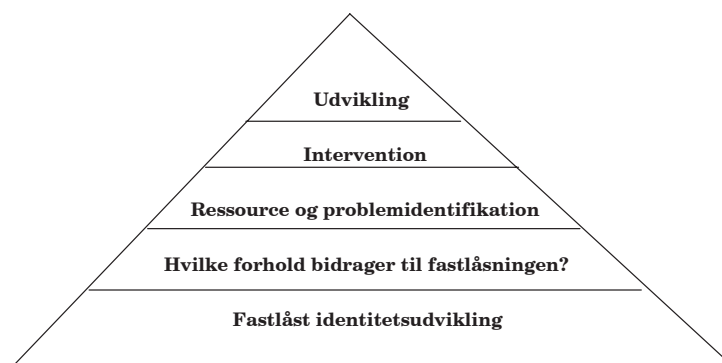 Udvikling
Intervention
Ressource og problemidentifikation
Hvilke forhold bidrager til fastlåsningen?
Fastlåst identitetsudvikling